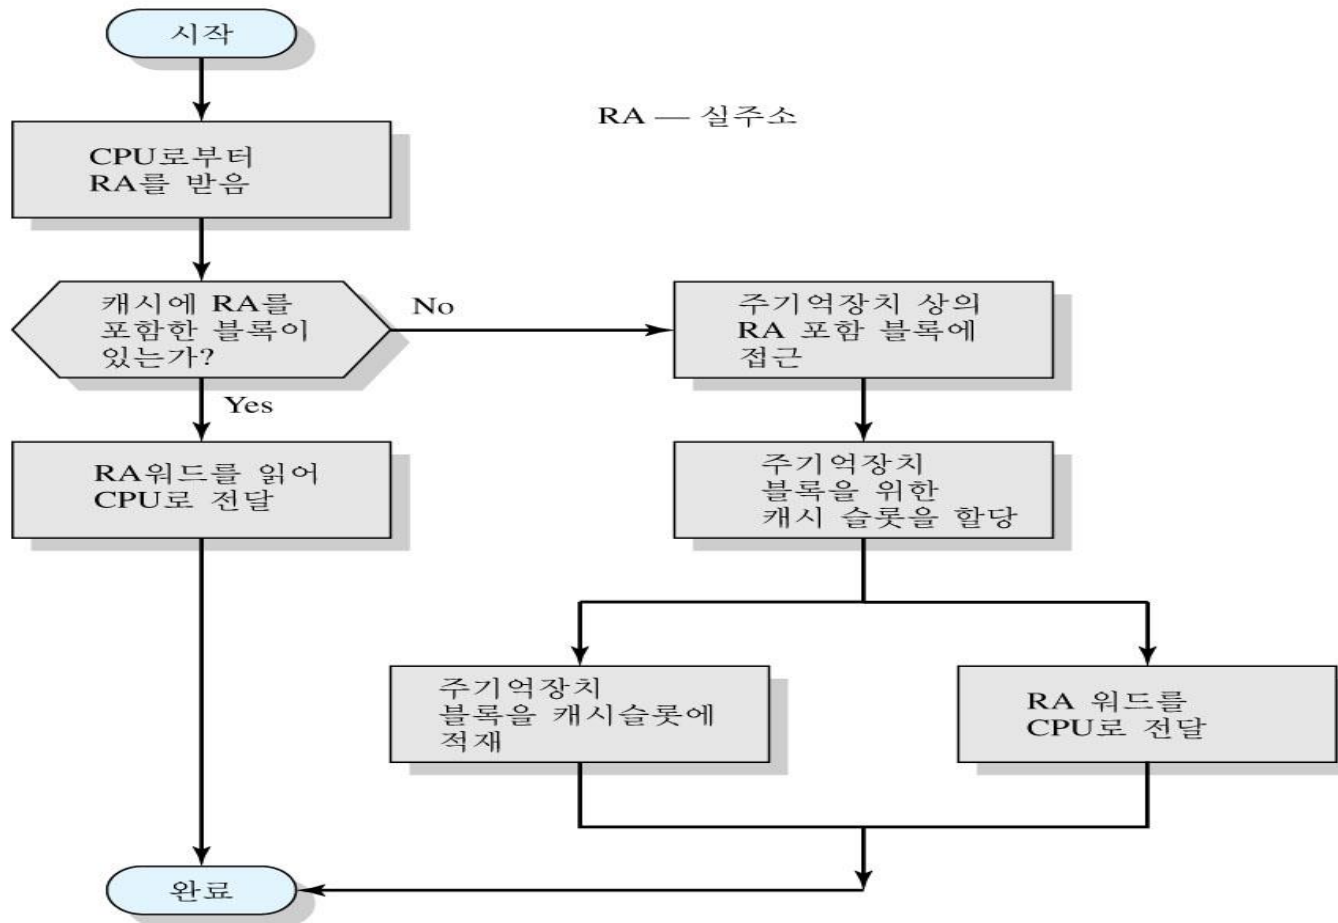 시작
RA — 실주소
CPU로부터
RA를 받음
캐시에 RA를
포함한 블록이
있는가?
No
주기억장치 상의
RA 포함 블록에
접근
Yes
RA워드를 읽어
CPU로 전달
주기억장치
블록을 위한
캐시 슬롯을 할당
주기억장치
블록을 캐시슬롯에
적재
RA 워드를
CPU로 전달
완료